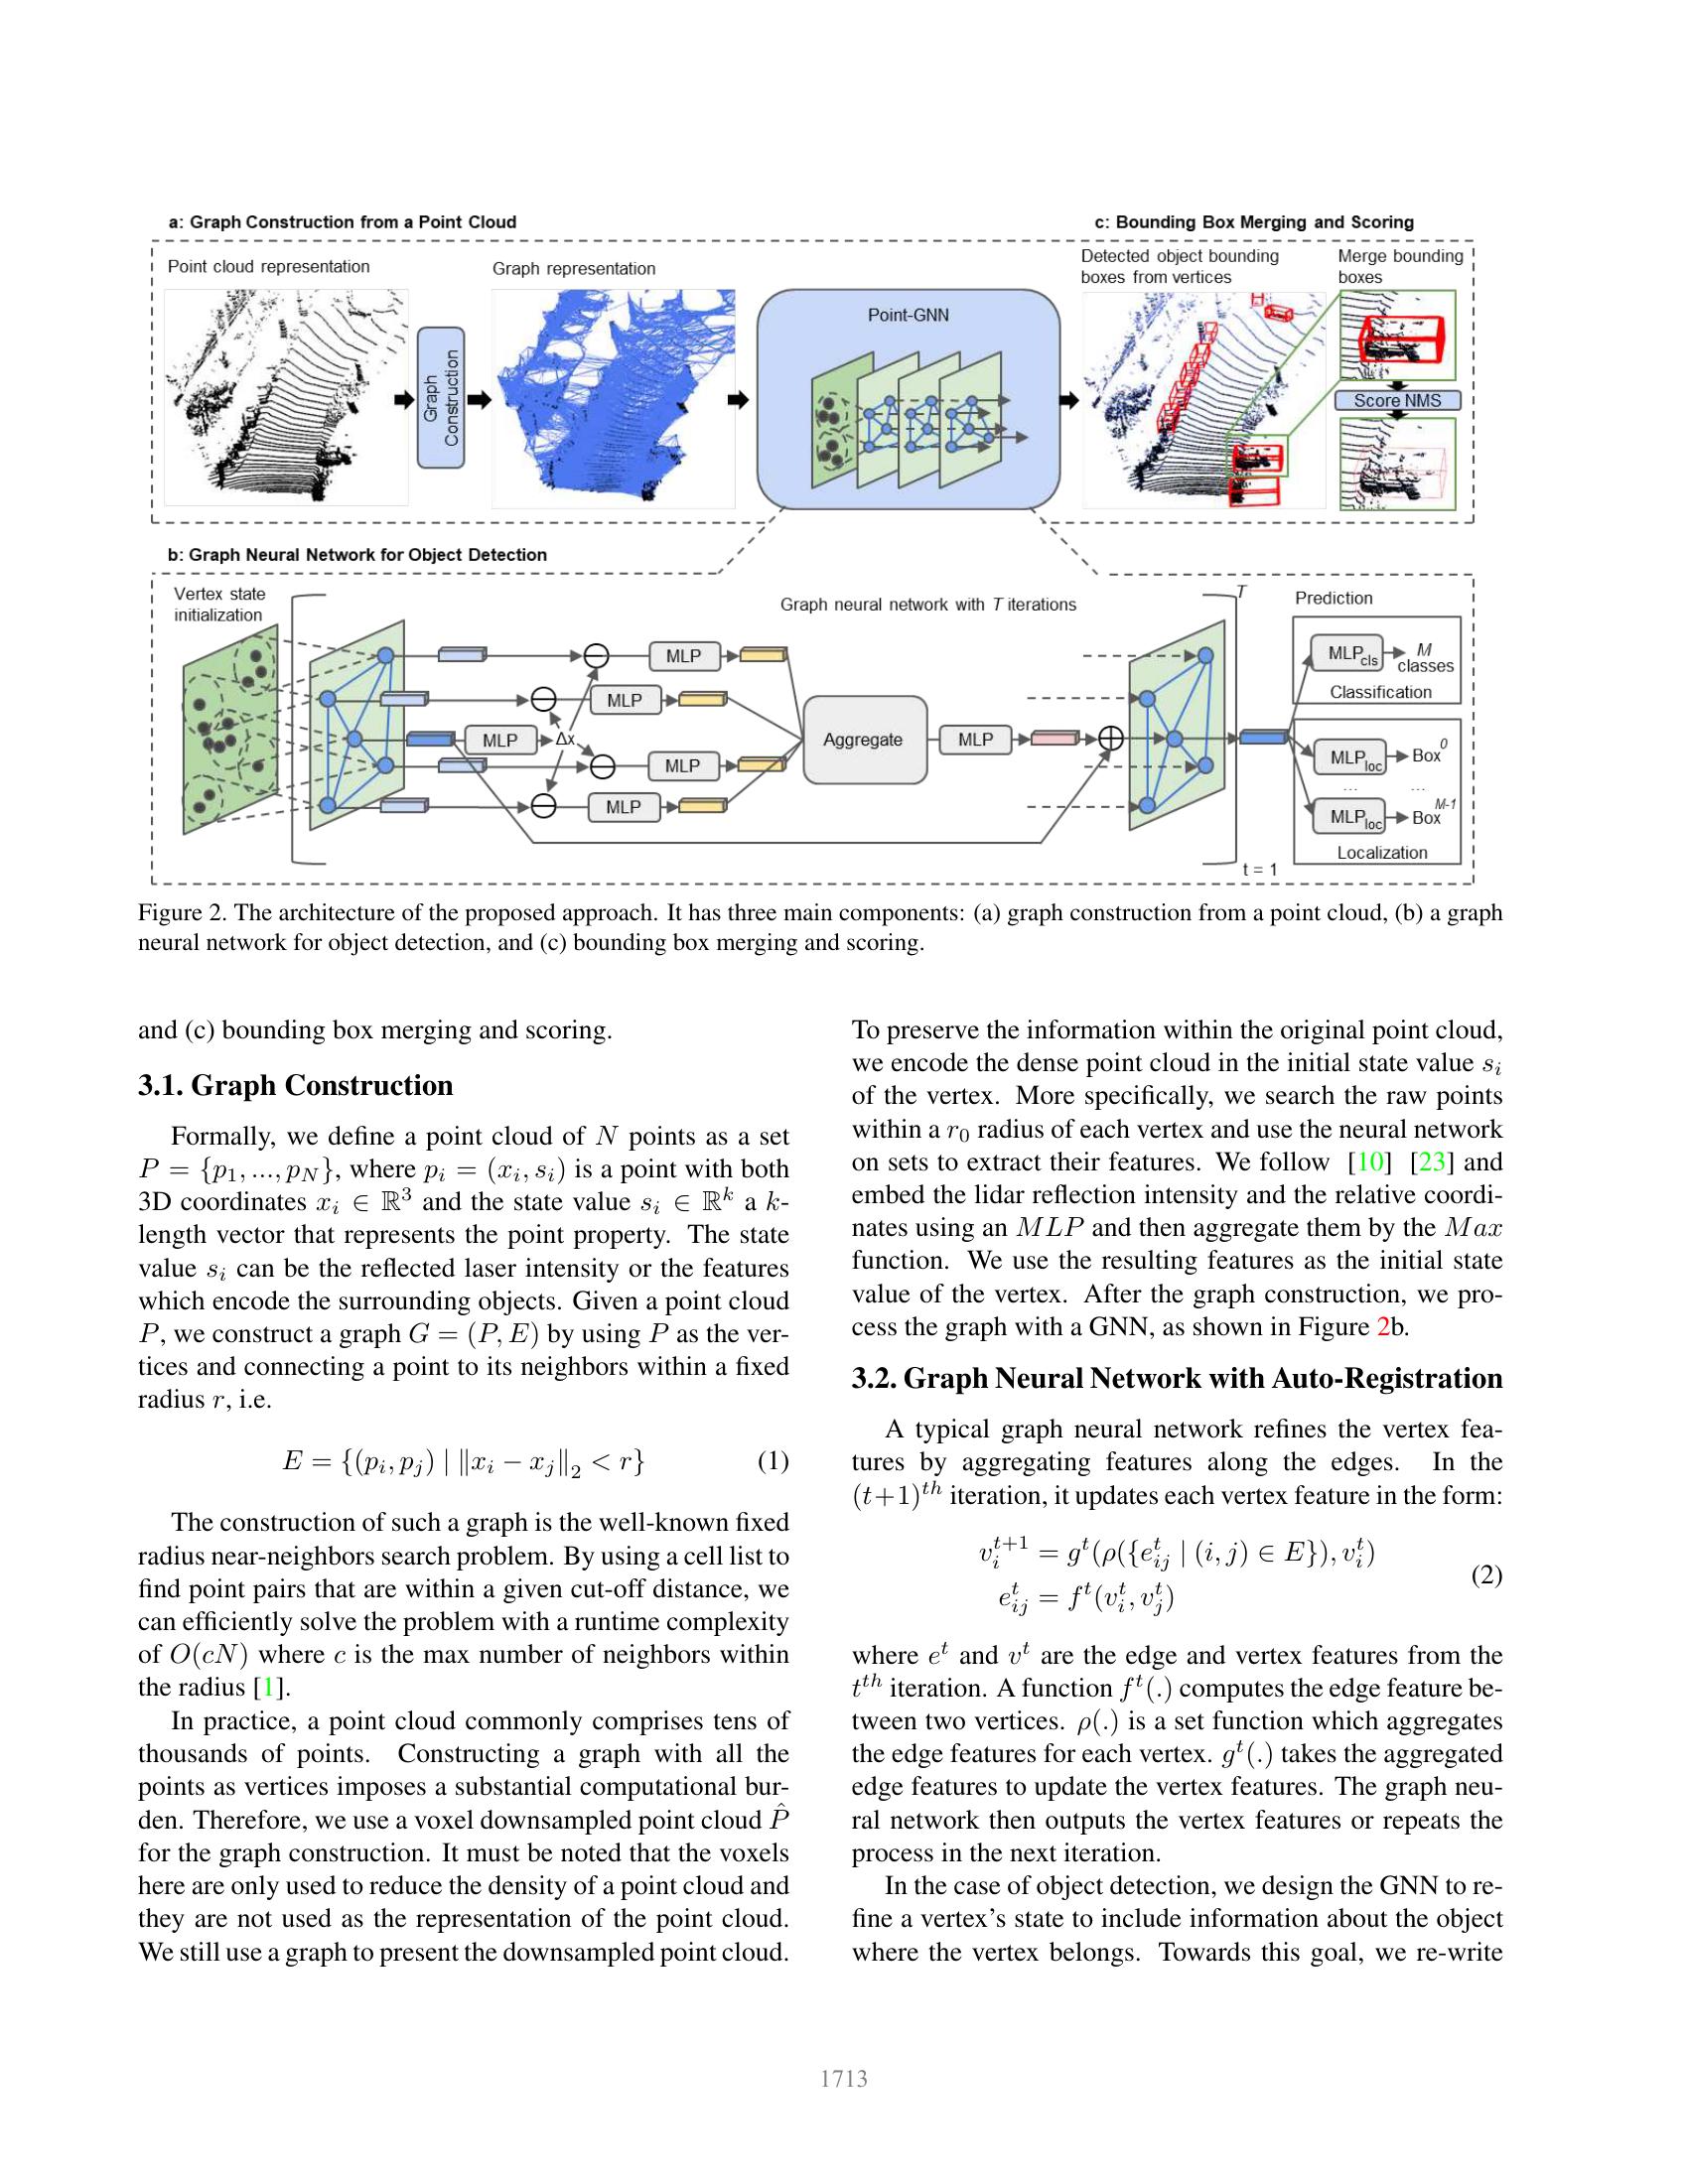 a: Graph Construction from a Point Cloud
c: Bounding Box Merging and Scoring
Point cloud representation
Graph representation
Detected object bounding
boxes from vertices
Merge bounding
boxes
Graph
Construction
Point-GNN
Score NMS
b: Graph Neural Network for Object Detection
Vertex state
initialization
Graph neural network with T iterations
T
Prediction
MLP
MLP
MLP
Δx
MLP
MLP
Aggregate
MLP
MLP_cls
M
classes
Classification
MLP_loc
Box^0
... ...
MLP_loc
Box^{M-1}
Localization
t = 1
Figure 2. The architecture of the proposed approach. It has three main components: (a) graph construction from a point cloud, (b) a graph
neural network for object detection, and (c) bounding box merging and scoring.
and (c) bounding box merging and scoring.
3.1. Graph Construction
Formally, we define a point cloud of N points as a set
P = {p_1, ..., p_N}, where p_i = (x_i, s_i) is a point with both
3D coordinates x_i ∈ ℝ^3 and the state value s_i ∈ ℝ^k a k-
length vector that represents the point property. The state
value s_i can be the reflected laser intensity or the features
which encode the surrounding objects. Given a point cloud
P, we construct a graph G = (P, E) by using P as the ver-
tices and connecting a point to its neighbors within a fixed
radius r, i.e.
E = {(p_i, p_j) | ‖x_i − x_j‖_2 < r} (1)
The construction of such a graph is the well-known fixed
radius near-neighbors search problem. By using a cell list to
find point pairs that are within a given cut-off distance, we
can efficiently solve the problem with a runtime complexity
of O(cN) where c is the max number of neighbors within
the radius [1].
In practice, a point cloud commonly comprises tens of
thousands of points. Constructing a graph with all the
points as vertices imposes a substantial computational bur-
den. Therefore, we use a voxel downsampled point cloud P̂
for the graph construction. It must be noted that the voxels
here are only used to reduce the density of a point cloud and
they are not used as the representation of the point cloud.
We still use a graph to present the downsampled point cloud.
To preserve the information within the original point cloud,
we encode the dense point cloud in the initial state value s_i
of the vertex. More specifically, we search the raw points
within a r_0 radius of each vertex and use the neural network
on sets to extract their features. We follow [10] [23] and
embed the lidar reflection intensity and the relative coordi-
nates using an MLP and then aggregate them by the Max
function. We use the resulting features as the initial state
value of the vertex. After the graph construction, we pro-
cess the graph with a GNN, as shown in Figure 2b.
3.2. Graph Neural Network with Auto-Registration
A typical graph neural network refines the vertex fea-
tures by aggregating features along the edges. In the
(t+1)^{th} iteration, it updates each vertex feature in the form:
v_i^{t+1} = g^t(ρ({e_{ij}^t | (i, j) ∈ E}), v_i^t)
e_{ij}^t = f^t(v_i^t, v_j^t)
(2)
where e^t and v^t are the edge and vertex features from the
t^{th} iteration. A function f^t(.) computes the edge feature be-
tween two vertices. ρ(.) is a set function which aggregates
the edge features for each vertex. g^t(.) takes the aggregated
edge features to update the vertex features. The graph neu-
ral network then outputs the vertex features or repeats the
process in the next iteration.
In the case of object detection, we design the GNN to re-
fine a vertex's state to include information about the object
where the vertex belongs. Towards this goal, we re-write
1713